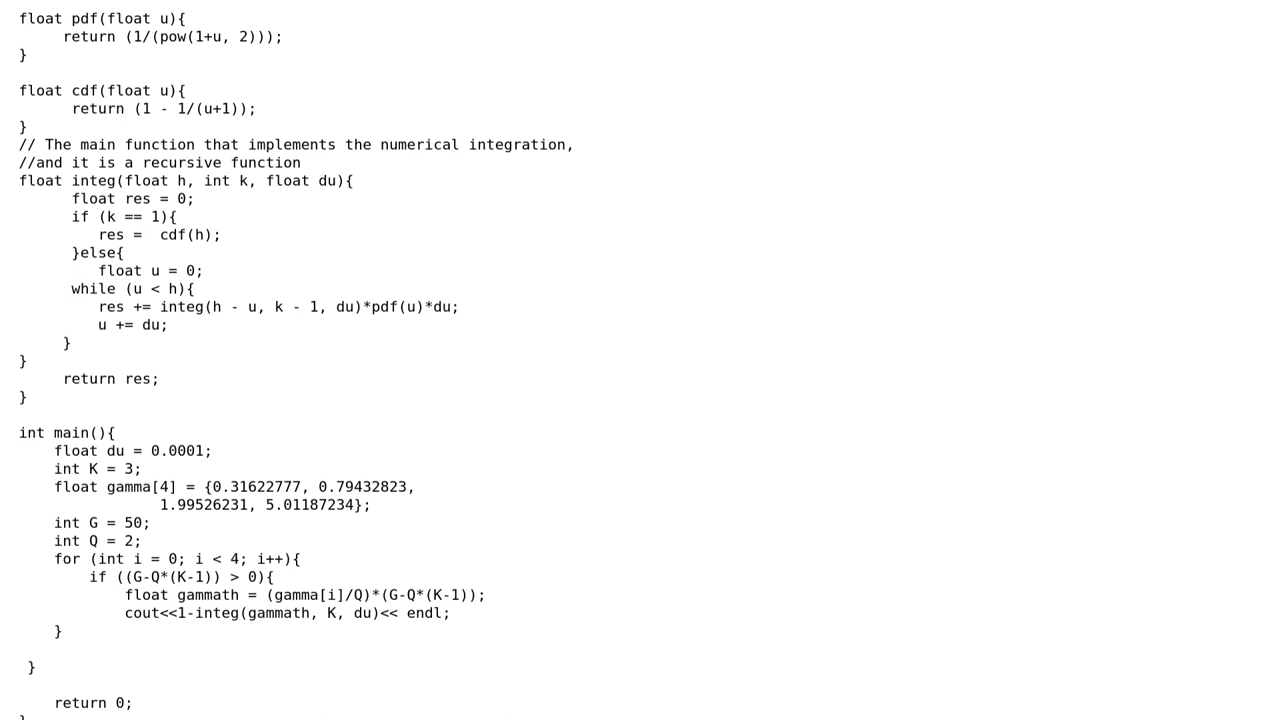 float pdf(float u){
     return (1/(pow(1+u, 2)));
}

float cdf(float u){
      return (1 - 1/(u+1));
}
// The main function that implements the numerical integration,
//and it is a recursive function
float integ(float h, int k, float du){
      float res = 0;
      if (k == 1){
         res =  cdf(h);
      }else{
         float u = 0;
      while (u < h){
         res += integ(h - u, k - 1, du)*pdf(u)*du;
         u += du;
     }
}
     return res;
}

int main(){
    float du = 0.0001;
    int K = 3;
    float gamma[4] = {0.31622777, 0.79432823,
                1.99526231, 5.01187234};
    int G = 50;
    int Q = 2;
    for (int i = 0; i < 4; i++){
        if ((G-Q*(K-1)) > 0){
            float gammath = (gamma[i]/Q)*(G-Q*(K-1));
            cout<<1-integ(gammath, K, du)<< endl;
    }

 }

    return 0;
}